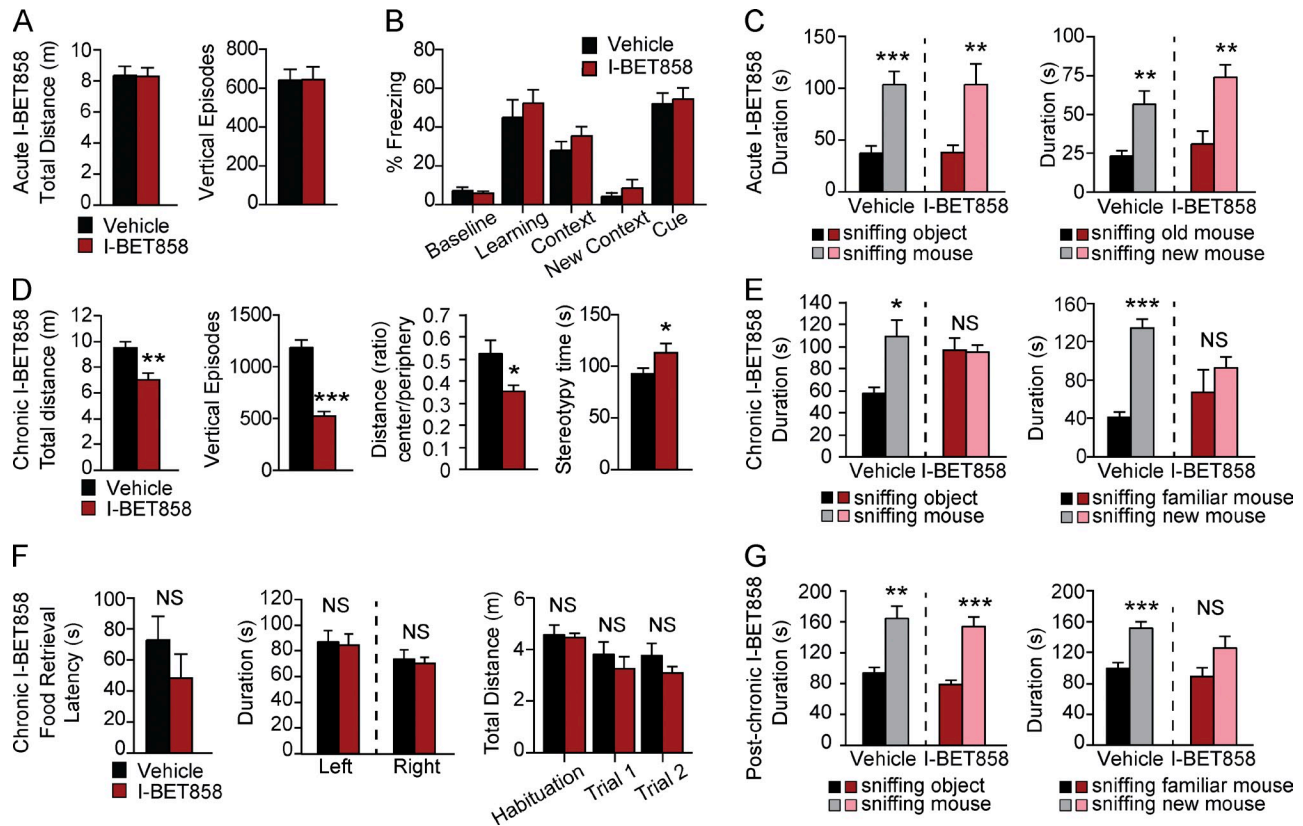 A
Acute I-BET858
Total Distance (m)
10
8
6
4
2
0
Vertical Episodes
800
600
400
200
0
Vehicle
I-BET858
B
% Freezing
80
60
40
20
0
Vehicle
I-BET858
Baseline
Learning
Context
New Context
Cue
C
Acute I-BET858
Duration (s)
150
100
50
0
*** **
Vehicle I-BET858
sniffing object
sniffing mouse
Duration (s)
100
75
50
25
0
** **
Vehicle I-BET858
sniffing old mouse
sniffing new mouse
D
Chronic I-BET858
Total distance (m)
12
10
8
6
4
2
0
**
Vehicle
I-BET858
Vertical Episodes
1500
1000
500
0
***
Distance (ratio)
center/periphery
0.7
0.6
0.5
0.4
0.3
0.2
0.1
0
*
Stereotypy time (s)
150
100
50
0
*
E
Chronic I-BET858
Duration (s)
140
120
100
80
60
40
20
0
* NS
Vehicle I-BET858
sniffing object
sniffing mouse
Duration (s)
160
120
80
40
0
*** NS
Vehicle I-BET858
sniffing familiar mouse
sniffing new mouse
F
Chronic I-BET858
Food Retrieval
Latency (s)
100
80
60
40
20
0
NS
Vehicle
I-BET858
Duration (s)
120
100
80
60
40
20
0
NS NS
Left Right
Total Distance (m)
6
4
2
0
NS NS NS
Habituation
Trial 1
Trial 2
G
Post-chronic I-BET858
Duration (s)
200
160
120
80
40
0
** ***
Vehicle I-BET858
sniffing object
sniffing mouse
Duration (s)
200
160
120
80
40
0
*** NS
Vehicle I-BET858
sniffing familiar mouse
sniffing new mouse